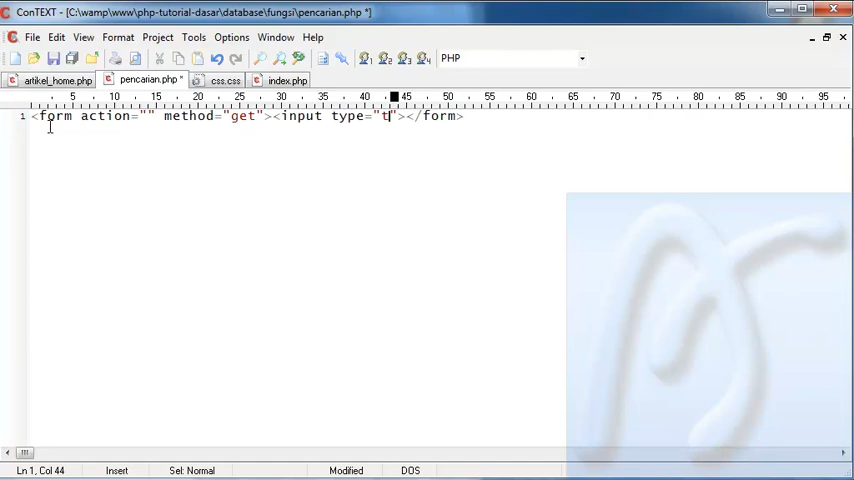 ConTEXT - [C:\wamp\www\php-tutorial-dasar\database\fungsi\pencarian.php *]
File Edit View Format Project Tools Options Window Help
PHP
artikel_home.php pencarian.php * css.css index.php
5 10 15 20 25 30 35 40 45 50 55 60 65 70 75 80 85 90 95
1 <form action="" method="get"><input type="t"></form>
Ln 1, Col 44 Insert Sel: Normal Modified DOS